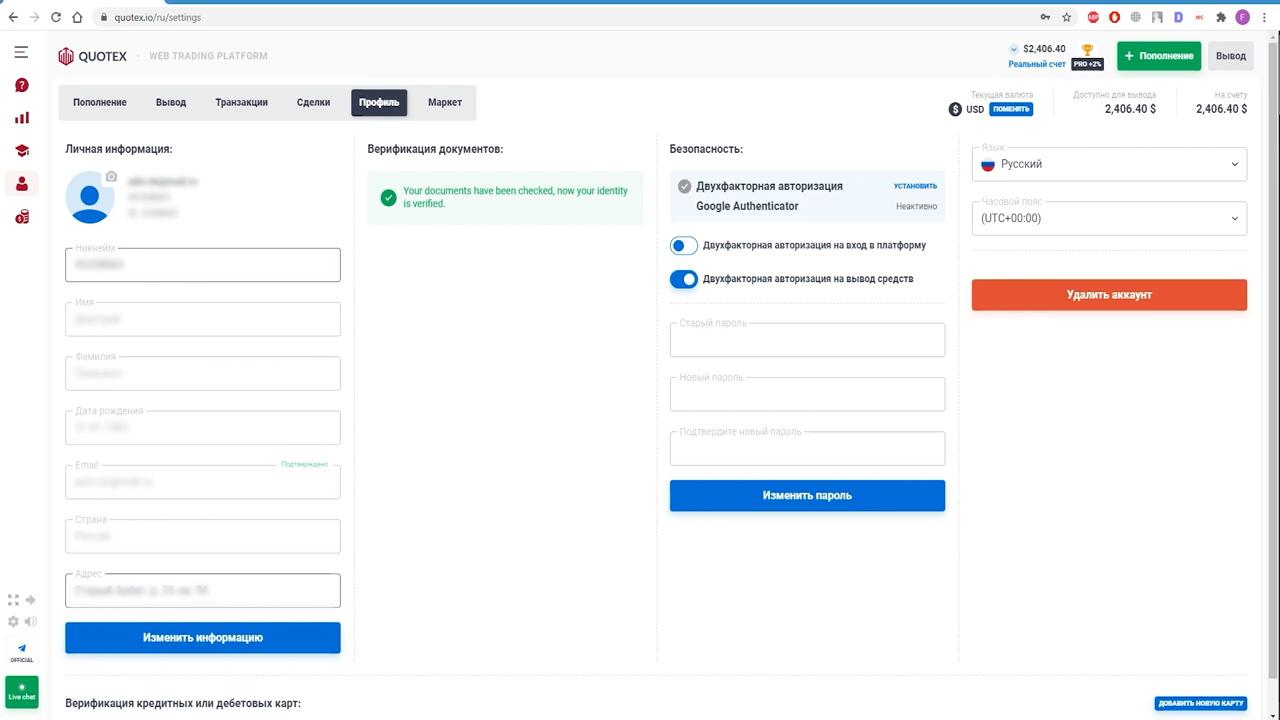 quotex.io/ru/settings
ABP
D
WC
F
QUOTEX
WEB TRADING PLATFORM
$2,406.40
Реальный счет
PRO +2%
+ Пополнение
Вывод
Пополнение
Вывод
Транзакции
Сделки
Профиль
Маркет
Текущая валюта
$ USD
ПОМЕНЯТЬ
Доступно для вывода
2,406.40 $
На счету
2,406.40 $
Личная информация:
Никнейм
Имя
Фамилия
Дата рождения
Email
Подтверждено
Страна
Адрес
Изменить информацию
Верификация документов:
Your documents have been checked, now your identity
is verified.
Безопасность:
Двухфакторная авторизация
УСТАНОВИТЬ
Google Authenticator
Неактивно
Двухфакторная авторизация на вход в платформу
Двухфакторная авторизация на вывод средств
Старый пароль
Новый пароль
Подтвердите новый пароль
Изменить пароль
Язык
Русский
Часовой пояс
(UTC+00:00)
Удалить аккаунт
OFFICIAL
Live chat
Верификация кредитных или дебетовых карт:
ДОБАВИТЬ НОВУЮ КАРТУ